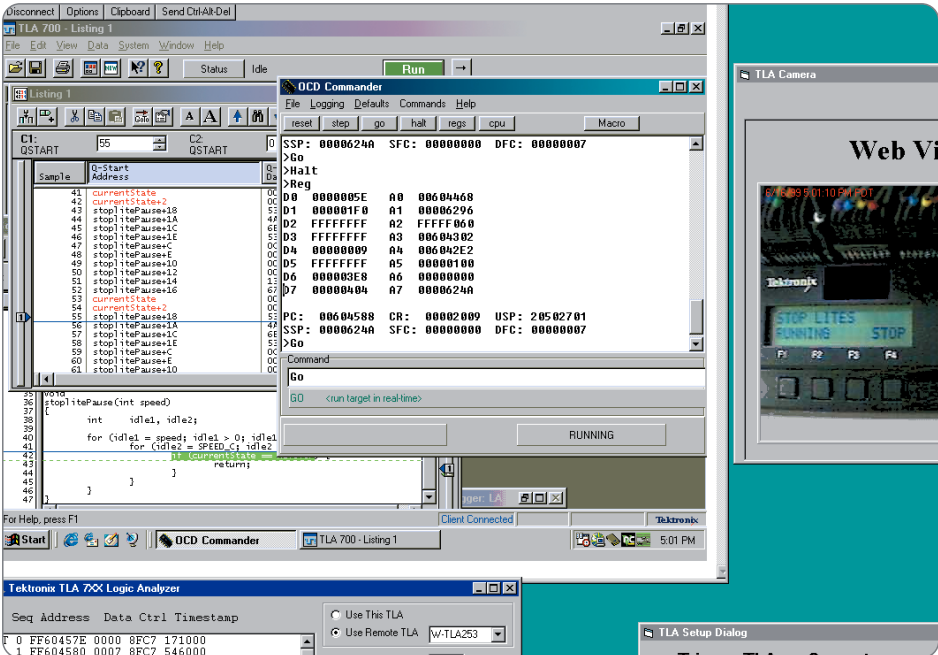 Disconnect Options Clipboard Send Ctrl-Alt-Del
TLA 700 - Listing 1
File Edit View Data System Window Help
Status Idle Run
Listing 1
C1: 55 C2: 0
QSTART QSTART
Sample Q-Start Address
41 currentState
42 currentState+2
43 stoplitePause+18
44 stoplitePause+1A
45 stoplitePause+1C
46 stoplitePause+1E
47 stoplitePause+C
48 stoplitePause+E
49 stoplitePause+10
50 stoplitePause+12
51 stoplitePause+14
52 stoplitePause+16
53 currentState
54 currentState+2
55 stoplitePause+18
56 stoplitePause+1A
57 stoplitePause+1C
58 stoplitePause+1E
59 stoplitePause+C
60 stoplitePause+E
61 stoplitePause+10
35 void
36 stoplitePause(int speed)
37 {
38 int idle1, idle2;
39
40 for (idle1 = speed; idle1 > 0; idle1
41 for (idle2 = SPEED_C; idle2
42 if (currentState ==
43 return;
44 }
45 }
46 }
47 }
OCD Commander
File Logging Defaults Commands Help
reset step go halt regs cpu Macro
SSP: 0000624A SFC: 00000000 DFC: 00000007
>Go
>Halt
>Reg
D0 0000005E A0 00604468
D1 000001F0 A1 00006296
D2 FFFFFFFF A2 FFFFF060
D3 FFFFFFFF A3 00604302
D4 00000009 A4 006042E2
D5 FFFFFFFF A5 00000100
D6 000003E8 A6 00000000
D7 00000404 A7 0000624A
PC: 00604588 CR: 00002009 USP: 20502701
SSP: 0000624A SFC: 00000000 DFC: 00000007
>Go
Command
Go
GO <run target in real-time>
RUNNING
LA
For Help, press F1 Client Connected Tektronix
Start OCD Commander TLA 700 - Listing 1 5:01 PM
TLA Camera
Web Vi
6/16/99 5:01:10 PM PDT
Tektronix
STOP LITES
RUNNING STOP
F1 F2 F3 F4
Tektronix TLA 7XX Logic Analyzer
Seq Address Data Ctrl Timestamp
T 0 FF60457E 0000 8FC7 171000
1 FF604580 0007 8FC7 546000
Use This TLA
Use Remote TLA W-TLA253
TLA Setup Dialog